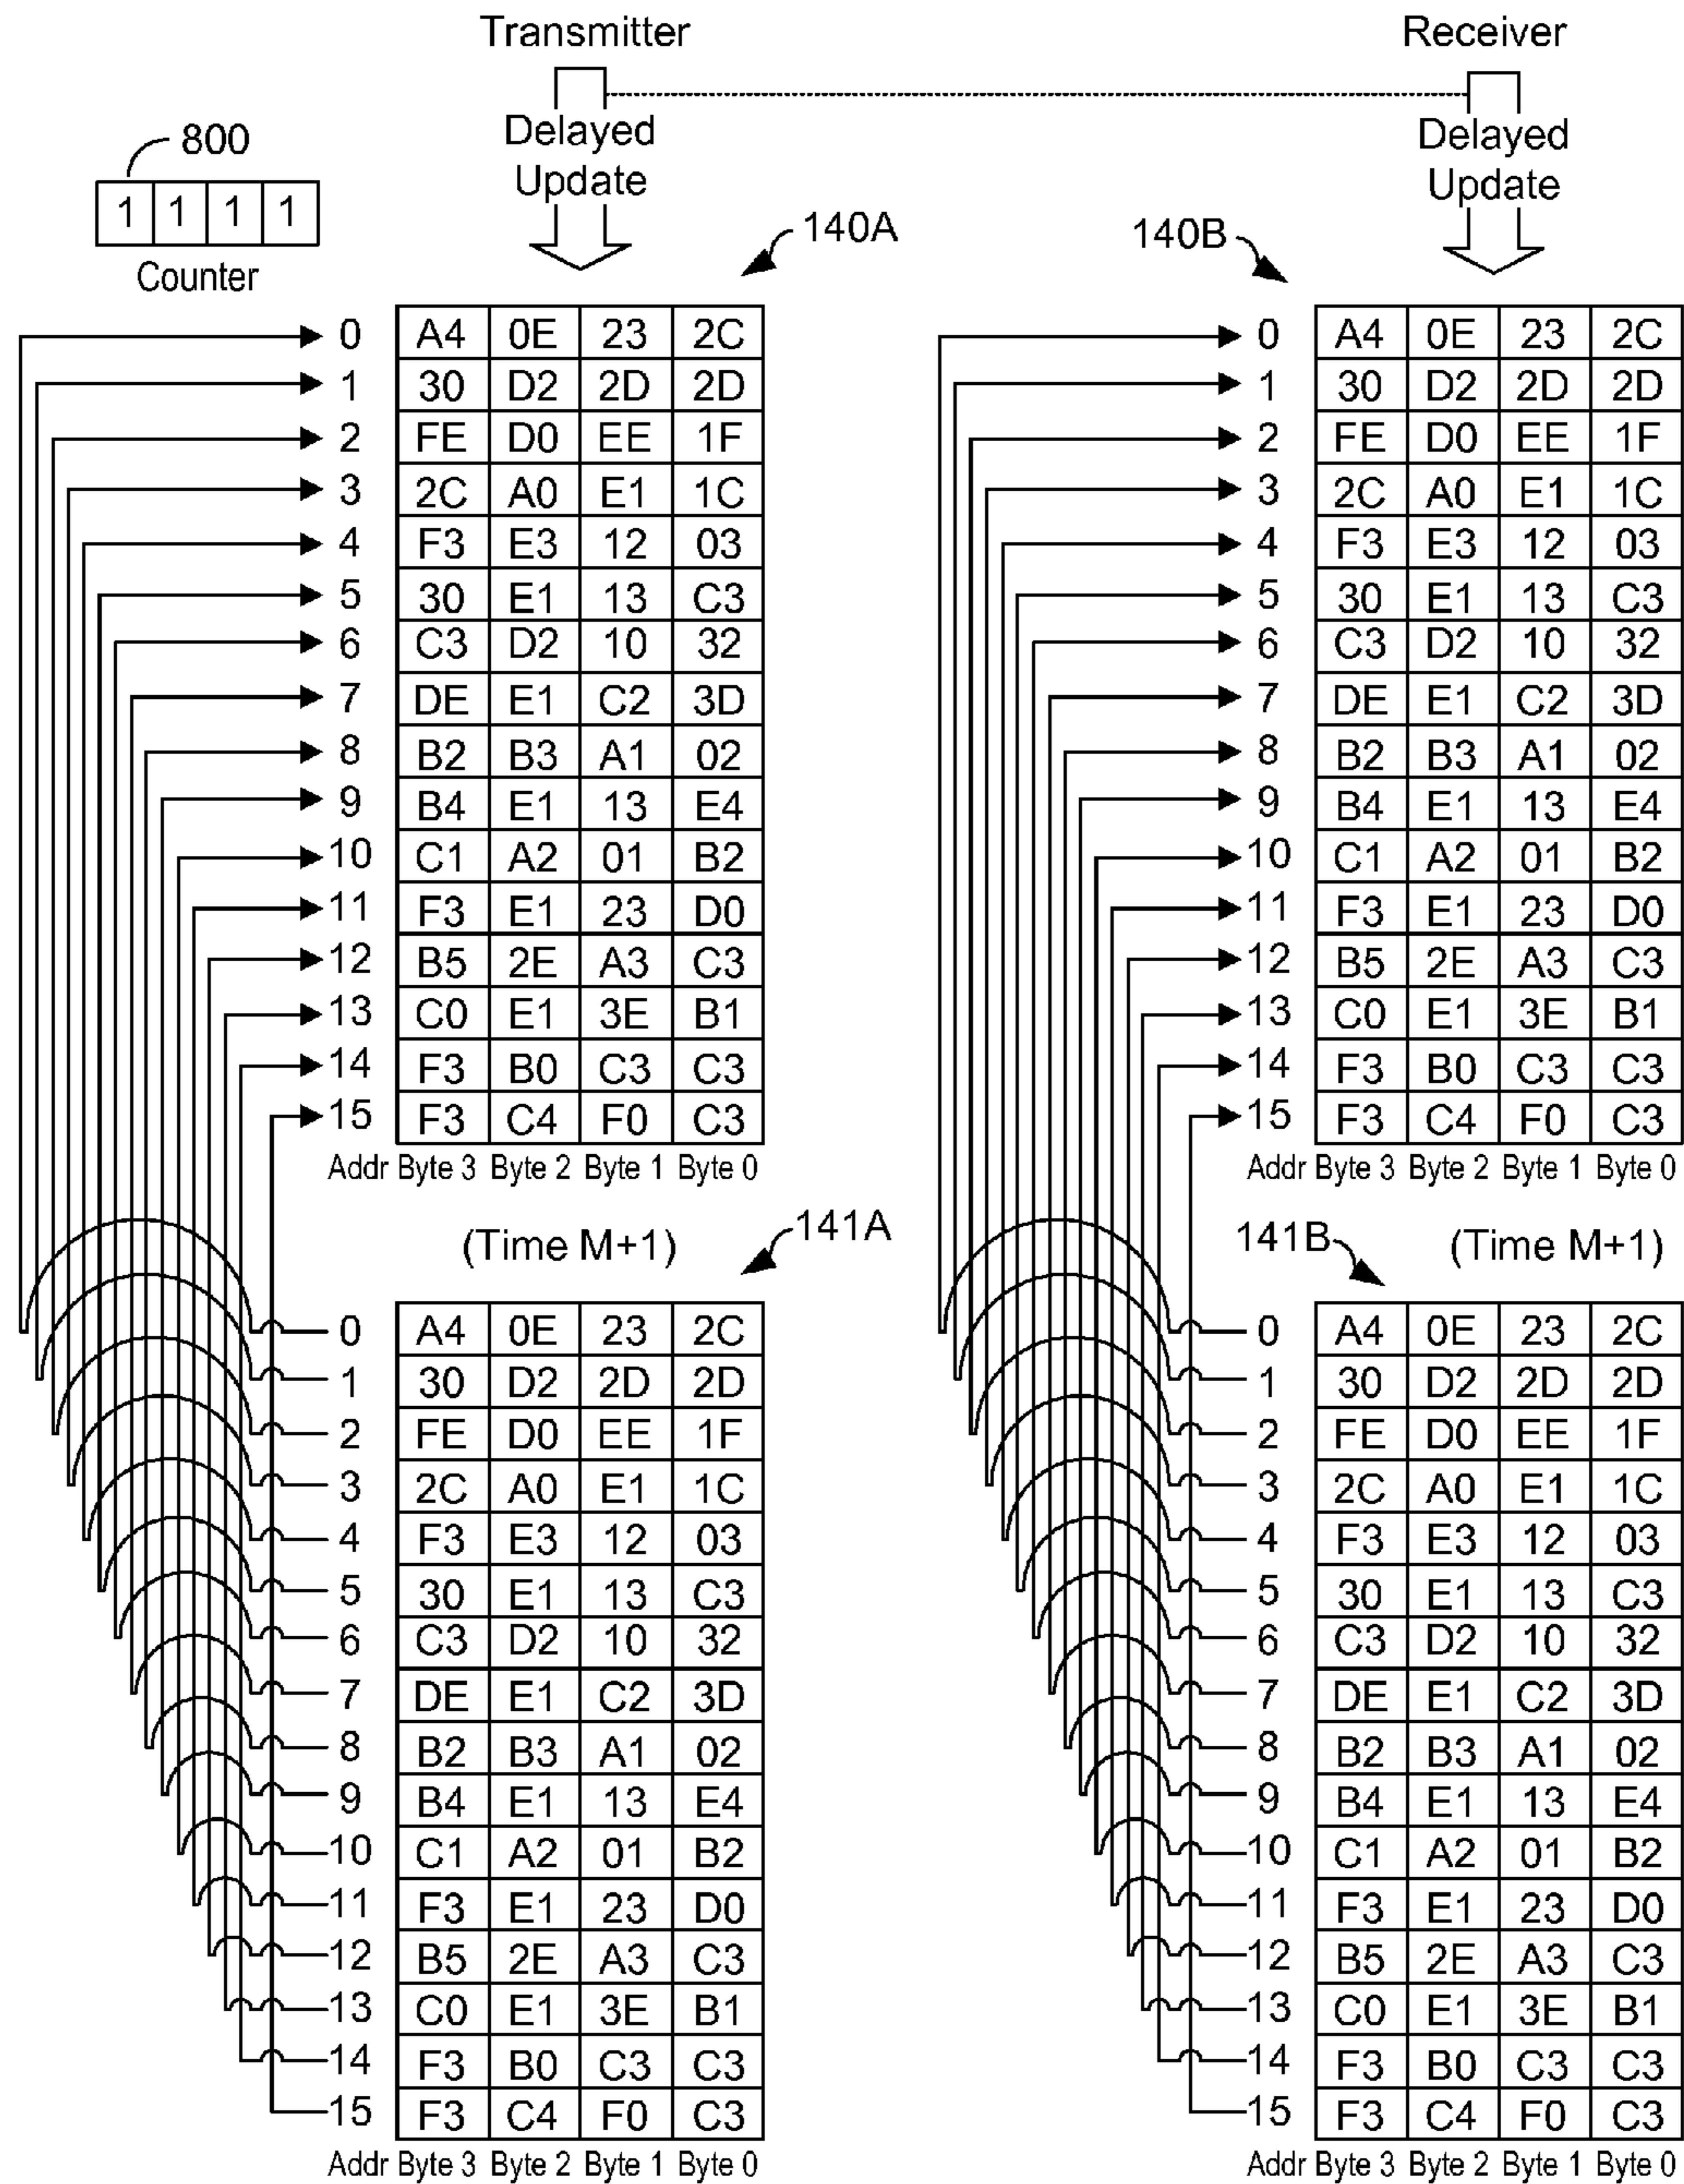 Transmitter
Receiver
Delayed
Update
Delayed
Update
800
1 1 1 1
Counter
140A
140B
0 A4 0E 23 2C
1 30 D2 2D 2D
2 FE D0 EE 1F
3 2C A0 E1 1C
4 F3 E3 12 03
5 30 E1 13 C3
6 C3 D2 10 32
7 DE E1 C2 3D
8 B2 B3 A1 02
9 B4 E1 13 E4
10 C1 A2 01 B2
11 F3 E1 23 D0
12 B5 2E A3 C3
13 C0 E1 3E B1
14 F3 B0 C3 C3
15 F3 C4 F0 C3
Addr Byte 3 Byte 2 Byte 1 Byte 0
0 A4 0E 23 2C
1 30 D2 2D 2D
2 FE D0 EE 1F
3 2C A0 E1 1C
4 F3 E3 12 03
5 30 E1 13 C3
6 C3 D2 10 32
7 DE E1 C2 3D
8 B2 B3 A1 02
9 B4 E1 13 E4
10 C1 A2 01 B2
11 F3 E1 23 D0
12 B5 2E A3 C3
13 C0 E1 3E B1
14 F3 B0 C3 C3
15 F3 C4 F0 C3
Addr Byte 3 Byte 2 Byte 1 Byte 0
(Time M+1)
141A
141B
(Time M+1)
0 A4 0E 23 2C
1 30 D2 2D 2D
2 FE D0 EE 1F
3 2C A0 E1 1C
4 F3 E3 12 03
5 30 E1 13 C3
6 C3 D2 10 32
7 DE E1 C2 3D
8 B2 B3 A1 02
9 B4 E1 13 E4
10 C1 A2 01 B2
11 F3 E1 23 D0
12 B5 2E A3 C3
13 C0 E1 3E B1
14 F3 B0 C3 C3
15 F3 C4 F0 C3
Addr Byte 3 Byte 2 Byte 1 Byte 0
0 A4 0E 23 2C
1 30 D2 2D 2D
2 FE D0 EE 1F
3 2C A0 E1 1C
4 F3 E3 12 03
5 30 E1 13 C3
6 C3 D2 10 32
7 DE E1 C2 3D
8 B2 B3 A1 02
9 B4 E1 13 E4
10 C1 A2 01 B2
11 F3 E1 23 D0
12 B5 2E A3 C3
13 C0 E1 3E B1
14 F3 B0 C3 C3
15 F3 C4 F0 C3
Addr Byte 3 Byte 2 Byte 1 Byte 0